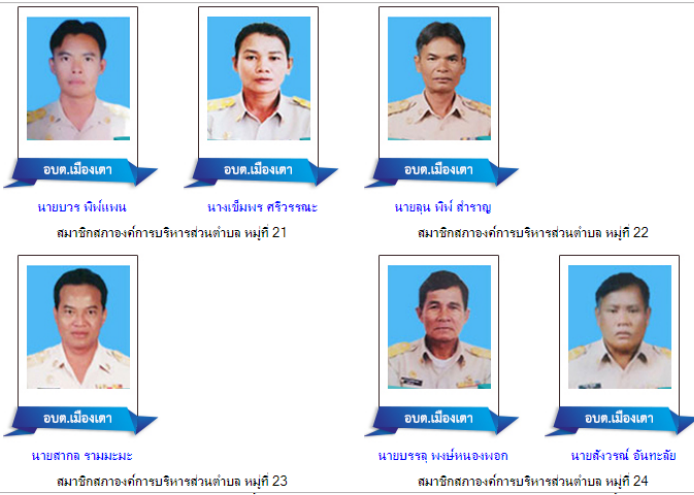 อบต.เมืองเตา อบต.เมืองเตา อบต.เมืองเตา
นายบวร พิพ์แพน นางเข็มพร ศรีวรรณะ นายลุน พิพ์ สำราญ
สมาชิกสภาองค์การบริหารส่วนตำบล หมู่ที่ 21 สมาชิกสภาองค์การบริหารส่วนตำบล หมู่ที่ 22
อบต.เมืองเตา อบต.เมืองเตา อบต.เมืองเตา
นายสากล รามมะมะ นายบรรลุ พงษ์หนองพอก นายสังวรณ์ อันทะลัย
สมาชิกสภาองค์การบริหารส่วนตำบล หมู่ที่ 23 สมาชิกสภาองค์การบริหารส่วนตำบล หมู่ที่ 24